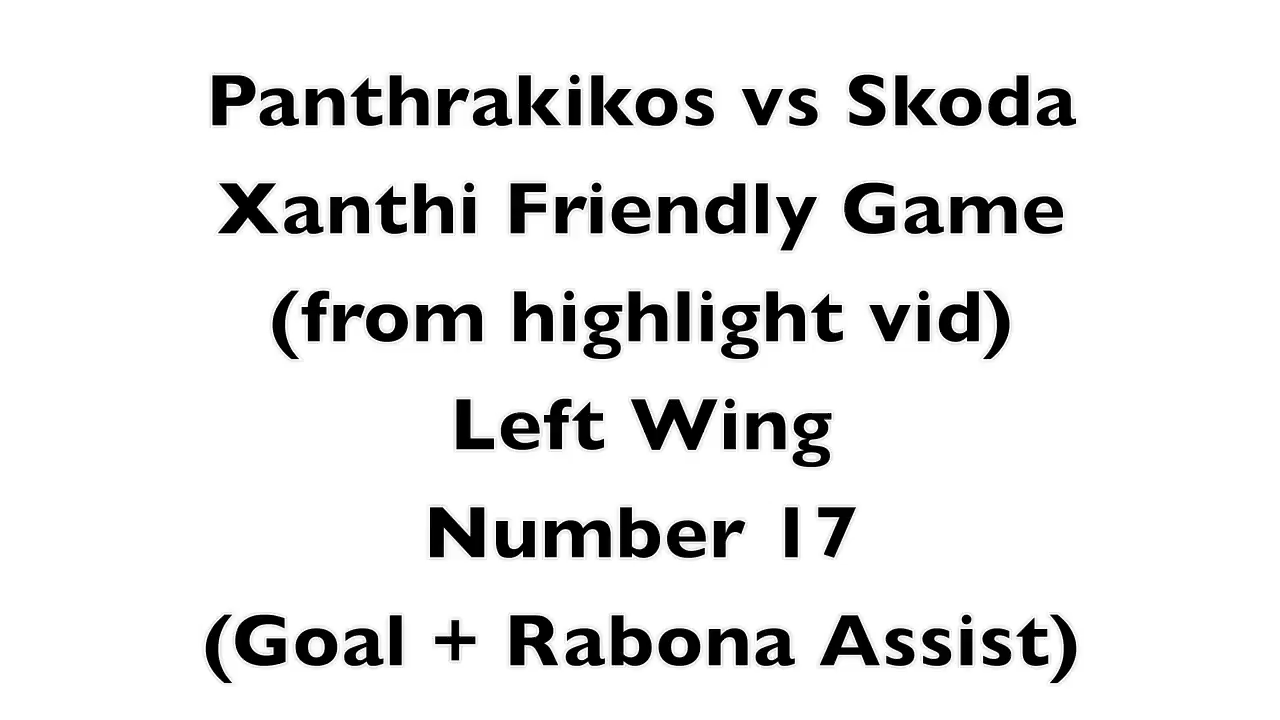 Panthrakikos vs Skoda
Xanthi Friendly Game
(from highlight vid)
Left Wing
Number 17
(Goal + Rabona Assist)